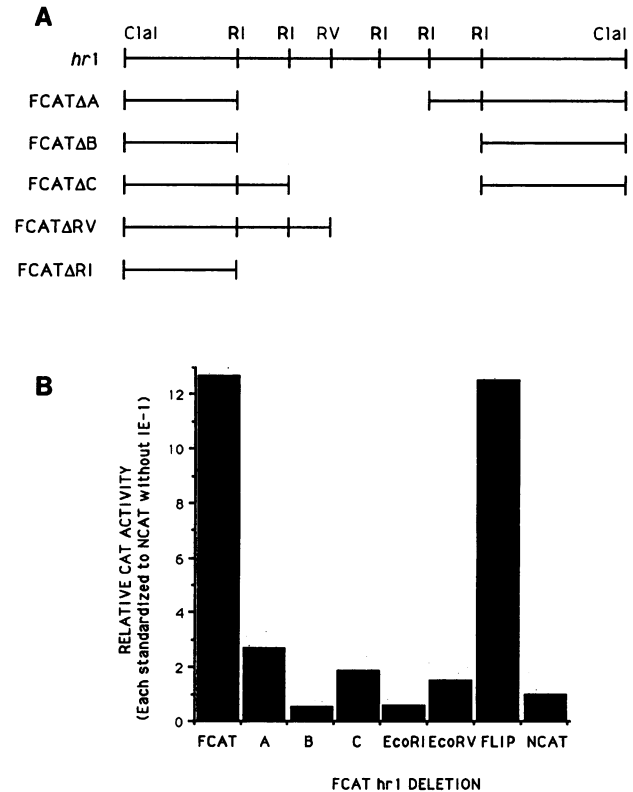 A
ClaI RI RI RV RI RI RI ClaI
hr1
FCATΔA
FCATΔB
FCATΔC
FCATΔRV
FCATΔRI
B
RELATIVE CAT ACTIVITY
(Each standardized to NCAT without IE-1)
12
10
8
6
4
2
0
FCAT A B C EcoRI EcoRV FLIP NCAT
FCAT hr1 DELETION